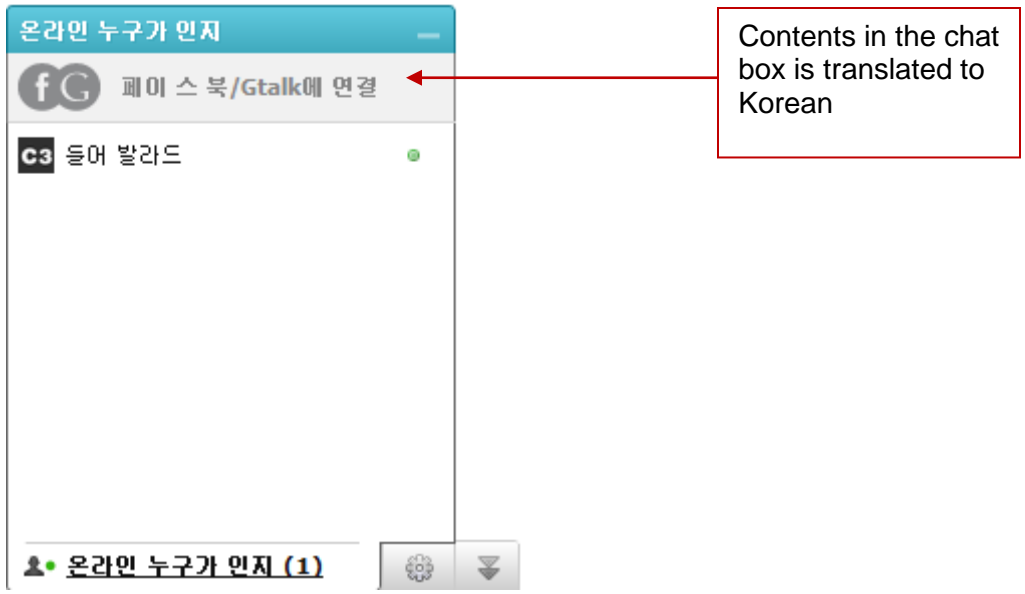 온라인 누구가 인지
fG 페이 스 북/Gtalk에 연결
C3 들어 발라드
온라인 누구가 인지 (1)
Contents in the chat
box is translated to
Korean